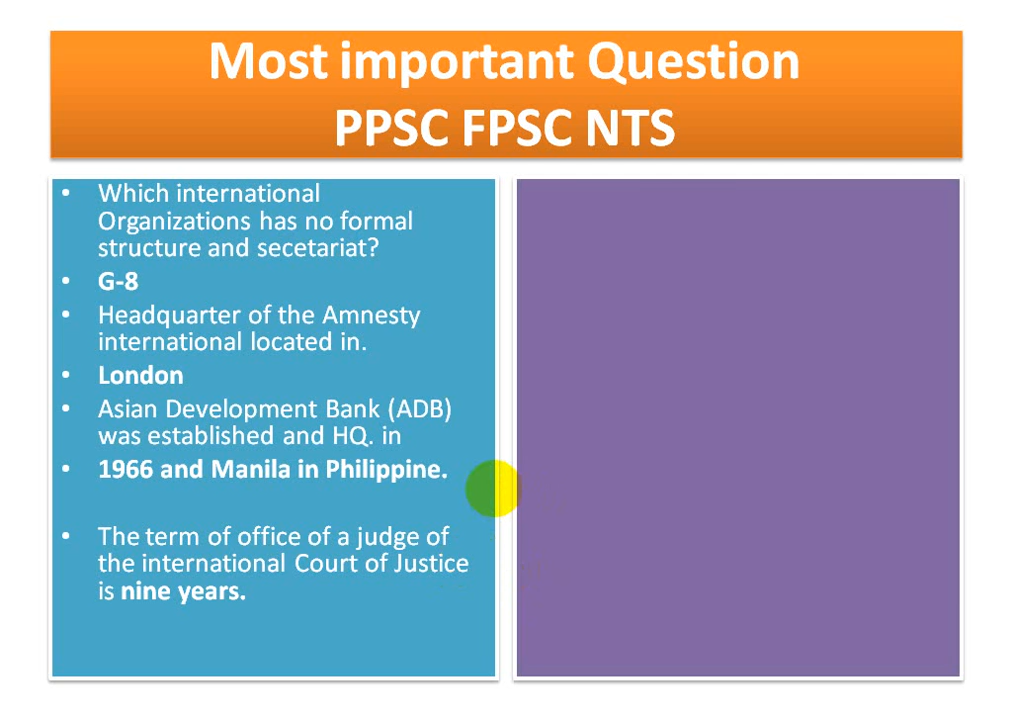 Most important Question
PPSC FPSC NTS
• Which international
Organizations has no formal
structure and secetariat?
• G-8
• Headquarter of the Amnesty
international located in.
• London
• Asian Development Bank (ADB)
was established and HQ. in
• 1966 and Manila in Philippine.
• The term of office of a judge of
the international Court of Justice
is nine years.